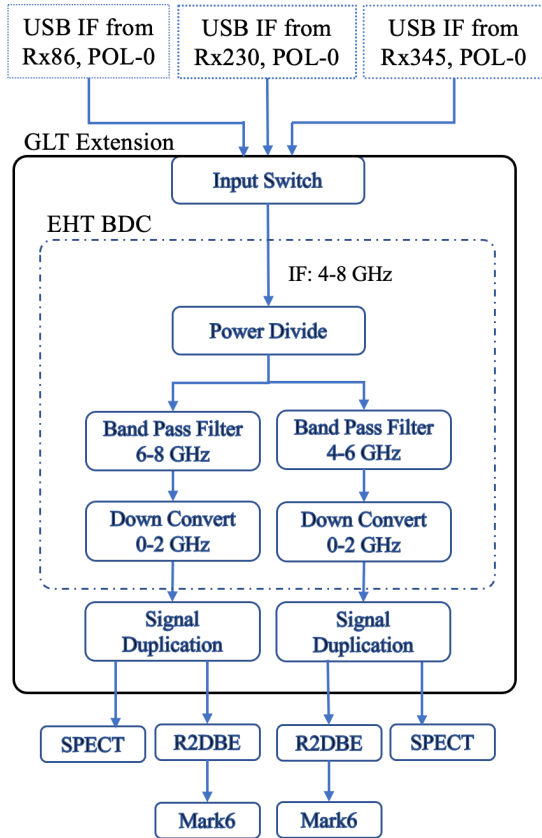 USB IF from
Rx86, POL-0
USB IF from
Rx230, POL-0
USB IF from
Rx345, POL-0
GLT Extension
Input Switch
EHT BDC
IF: 4-8 GHz
Power Divide
Band Pass Filter
6-8 GHz
Band Pass Filter
4-6 GHz
Down Convert
0-2 GHz
Down Convert
0-2 GHz
Signal
Duplication
Signal
Duplication
SPECT
R2DBE
R2DBE
SPECT
Mark6
Mark6